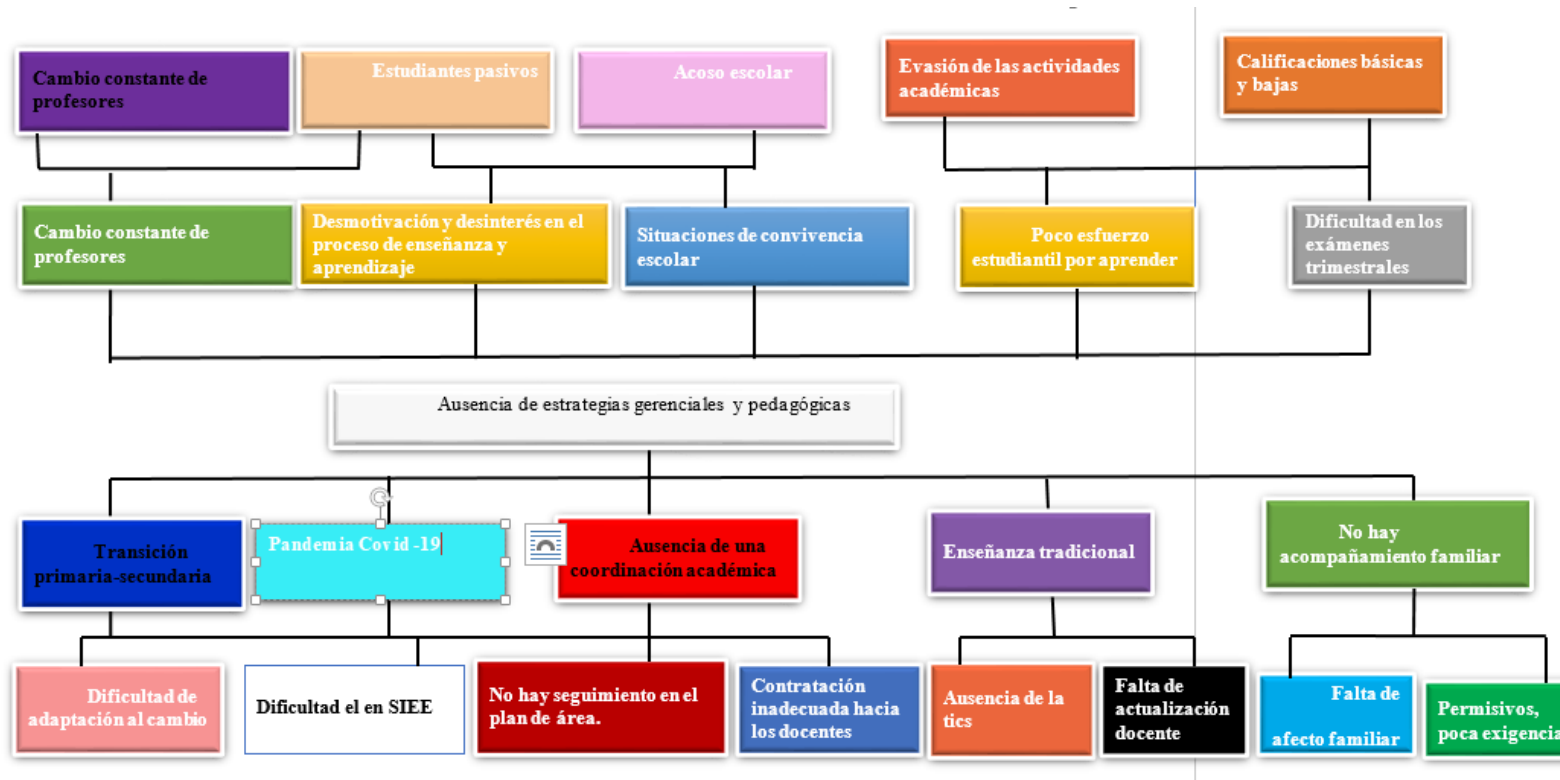 Cambio constante de
profesores
Estudiantes pasivos
Acoso escolar
Evasión de las actividades
académicas
Calificaciones básicas
y bajas
Cambio constante de
profesores
Desmotivación y desinterés en el
proceso de enseñanza y
aprendizaje
Situaciones de convivencia
escolar
Poco esfuerzo
estudiantil por aprender
Dificultad en los
exámenes
trimestrales
Ausencia de estrategias gerenciales y pedagógicas
Transición
primaria-secundaria
Pandemia Covid -19
Ausencia de una
coordinación académica
Enseñanza tradicional
No hay
acompañamiento familiar
Dificultad de
adaptación al cambio
Dificultad el en SIEE
No hay seguimiento en el
plan de área.
Contratación
inadecuada hacia
los docentes
Ausencia de la
tics
Falta de
actualización
docente
Falta de
afecto familiar
Permisivos,
poca exigencia